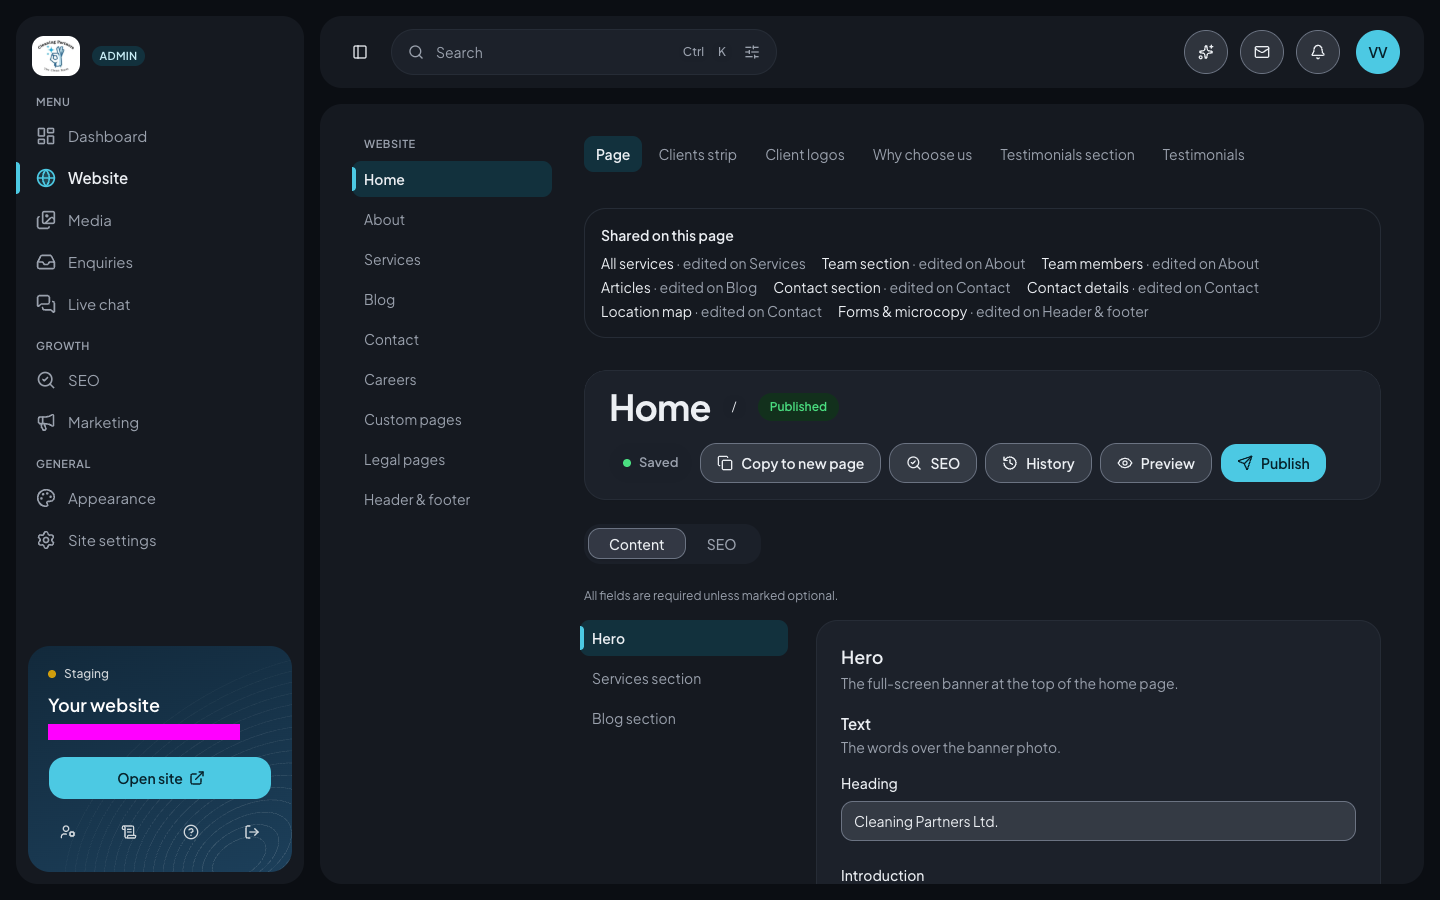 Cleaning Partners
ADMIN
MENU
Dashboard
Website
Media
Enquiries
Live chat
GROWTH
SEO
Marketing
GENERAL
Appearance
Site settings
Staging
Your website
Open site
Search
Ctrl K
VV
WEBSITE
Home
About
Services
Blog
Contact
Careers
Custom pages
Legal pages
Header & footer
Page Clients strip Client logos Why choose us Testimonials section Testimonials
Shared on this page
All services · edited on Services Team section · edited on About Team members · edited on About
Articles · edited on Blog Contact section · edited on Contact Contact details · edited on Contact
Location map · edited on Contact Forms & microcopy · edited on Header & footer
Home / Published
Saved Copy to new page SEO History Preview Publish
Content SEO
All fields are required unless marked optional.
Hero
Services section
Blog section
Hero
The full-screen banner at the top of the home page.
Text
The words over the banner photo.
Heading
Cleaning Partners Ltd.
Introduction